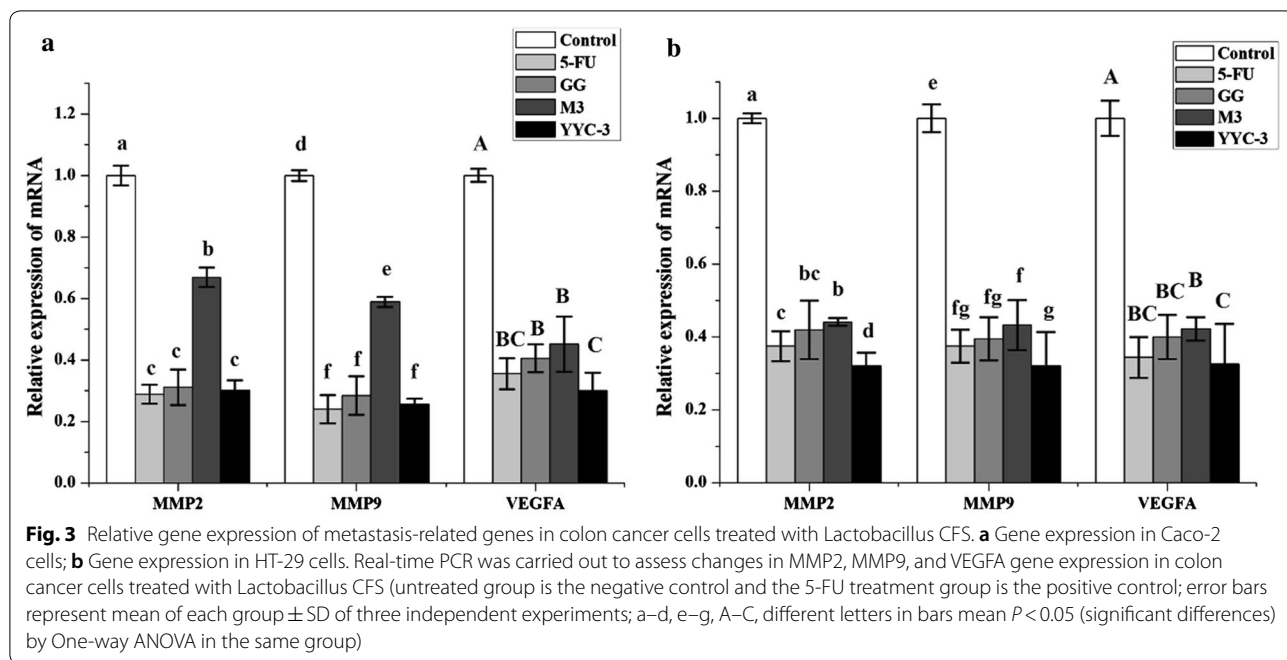 a
Control
5-FU
GG
M3
YYC-3
Relative expression of mRNA
1.2
1.0
0.8
0.6
0.4
0.2
0.0
a
c
c
b
c
d
f
f
e
f
A
BC
B
B
C
MMP2
MMP9
VEGFA
b
Control
5-FU
GG
M3
YYC-3
Relative expression of mRNA
1.0
0.8
0.6
0.4
0.2
0.0
a
c
bc
b
d
e
fg
fg
f
g
A
BC
BC
B
C
MMP2
MMP9
VEGFA
Fig. 3 Relative gene expression of metastasis-related genes in colon cancer cells treated with Lactobacillus CFS. a Gene expression in Caco-2
cells; b Gene expression in HT-29 cells. Real-time PCR was carried out to assess changes in MMP2, MMP9, and VEGFA gene expression in colon
cancer cells treated with Lactobacillus CFS (untreated group is the negative control and the 5-FU treatment group is the positive control; error bars
represent mean of each group ± SD of three independent experiments; a–d, e–g, A–C, different letters in bars mean P < 0.05 (significant differences)
by One-way ANOVA in the same group)